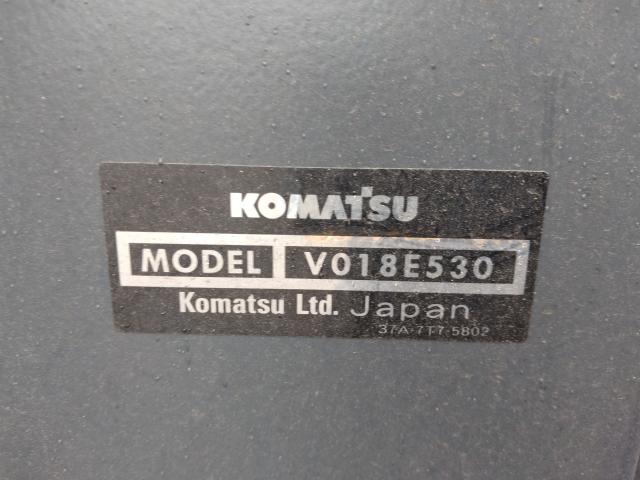 KOMATSU
MODEL V018E530
Komatsu Ltd. Japan
37A-7T7-5802